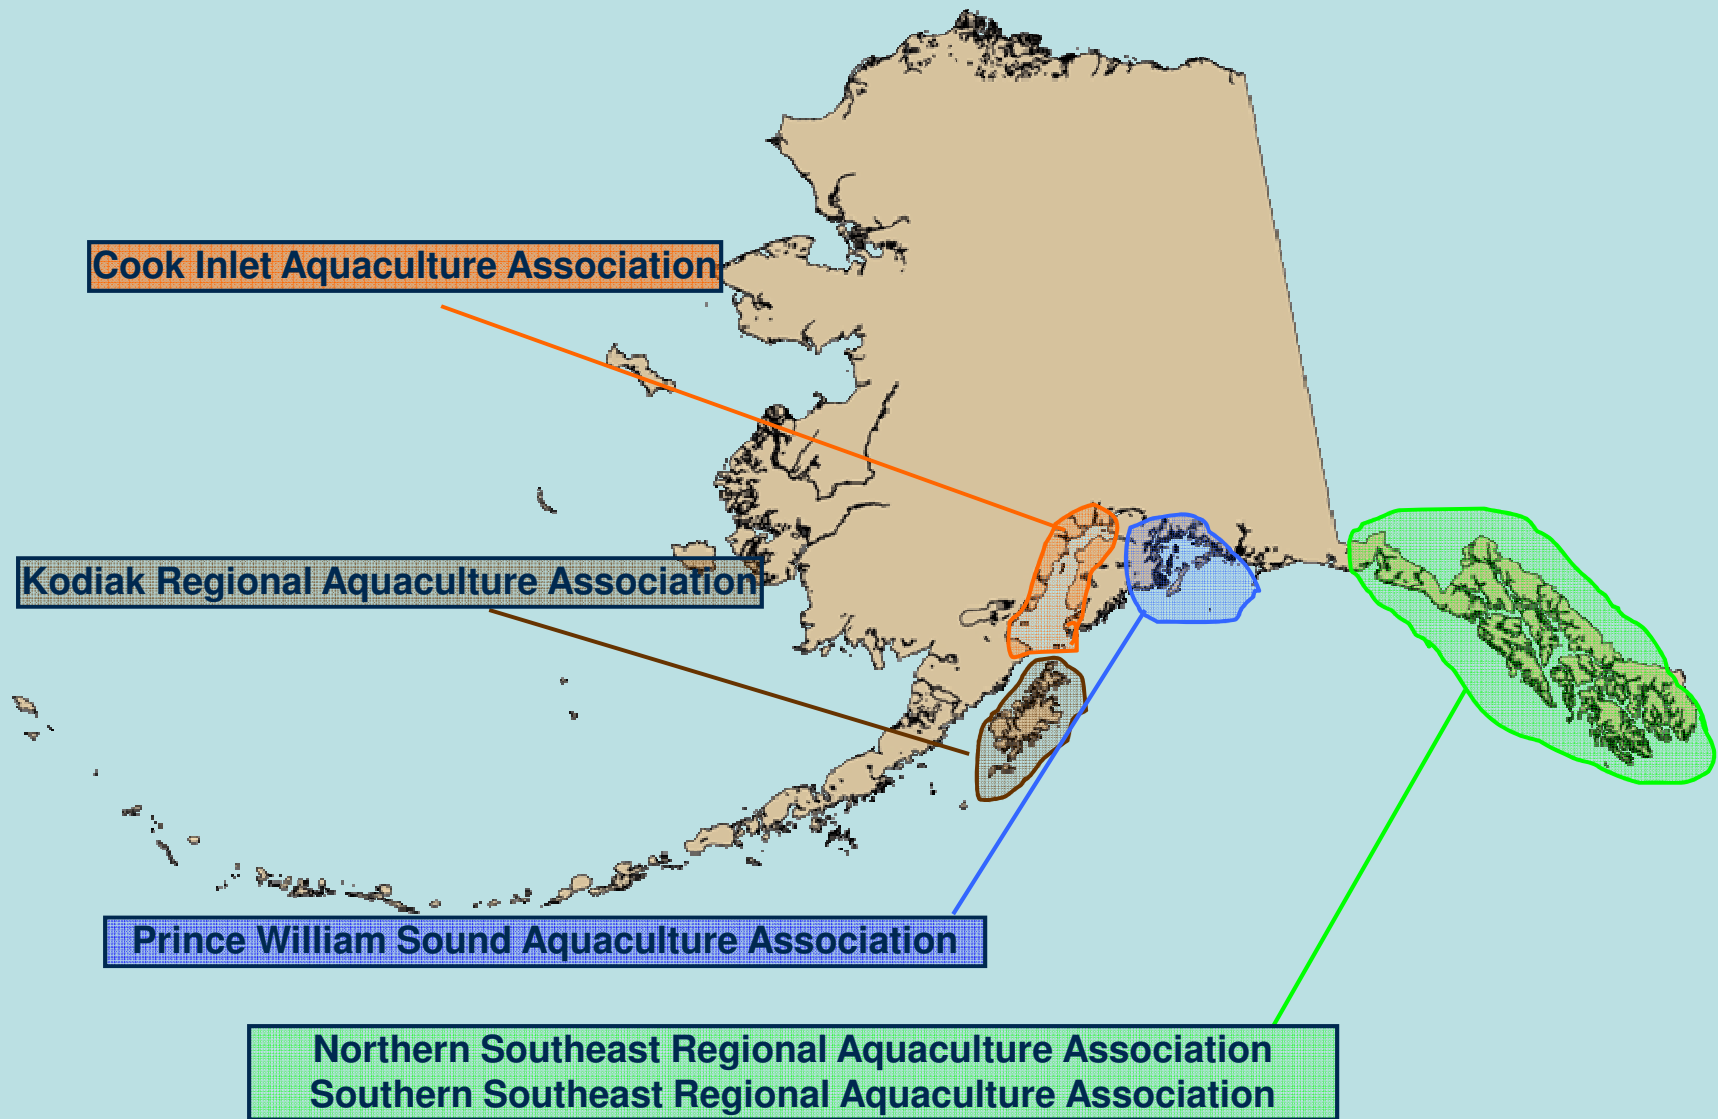 Cook Inlet Aquaculture Association
Kodiak Regional Aquaculture Association
Prince William Sound Aquaculture Association
Northern Southeast Regional Aquaculture Association
Southern Southeast Regional Aquaculture Association